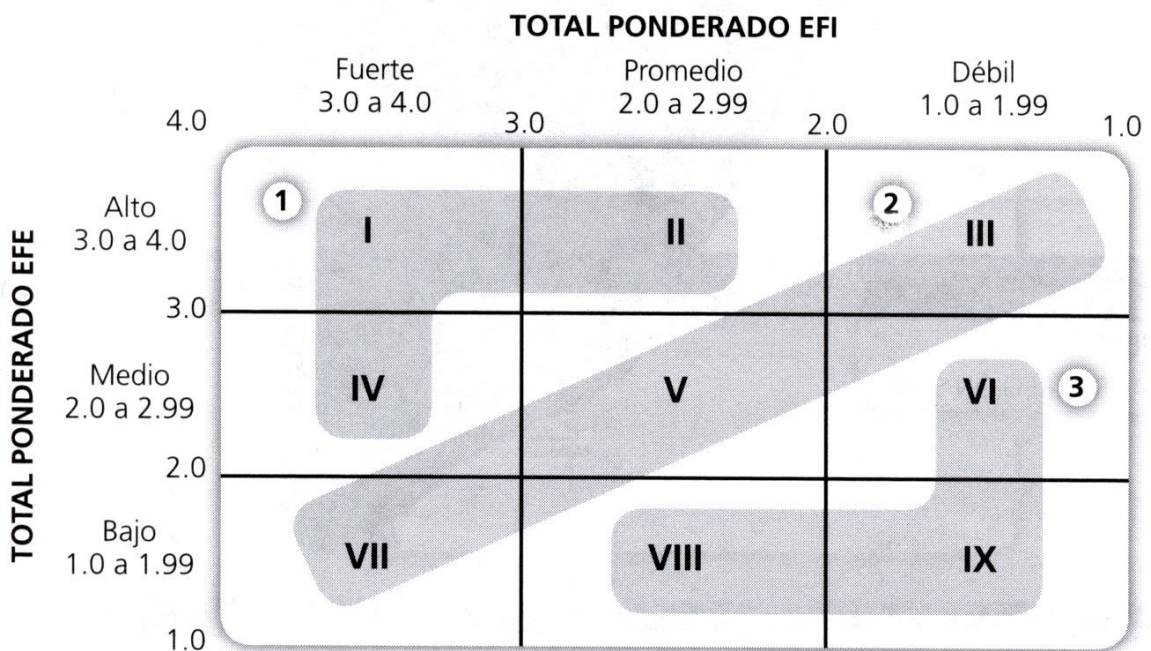 TOTAL PONDERADO EFI
Fuerte
3.0 a 4.0
Promedio
2.0 a 2.99
Débil
1.0 a 1.99
4.0
3.0
2.0
1.0
TOTAL PONDERADO EFE
Alto
3.0 a 4.0
1
I
II
2
III
3.0
Medio
2.0 a 2.99
IV
V
VI
3
2.0
Bajo
1.0 a 1.99
VII
VIII
IX
1.0